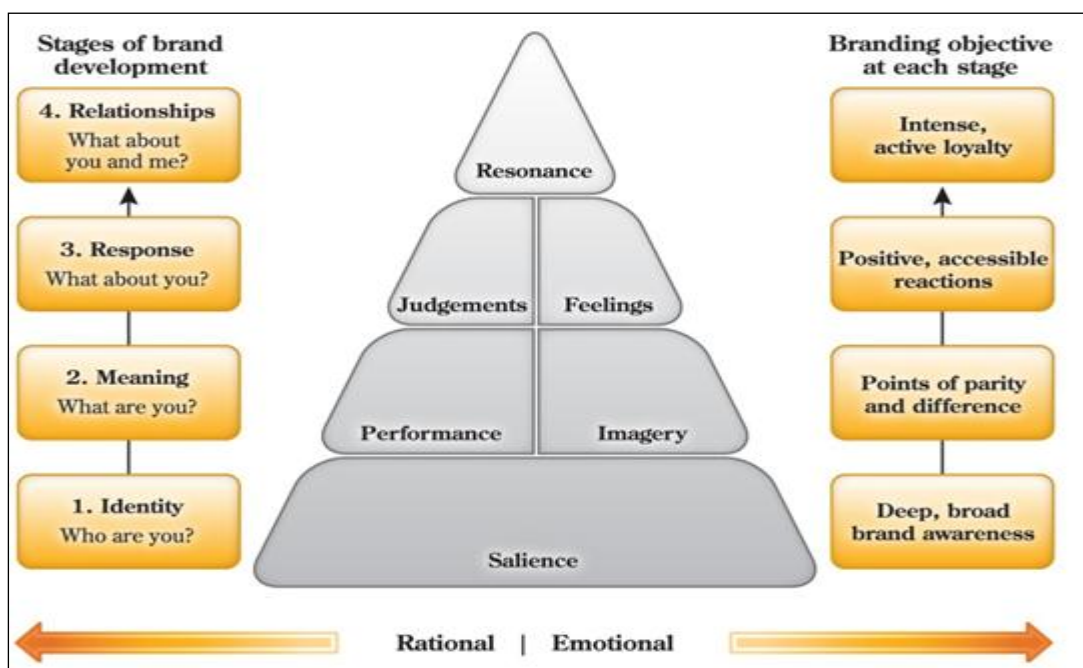 Stages of brand
development
4. Relationships
What about
you and me?
3. Response
What about you?
2. Meaning
What are you?
1. Identity
Who are you?
Resonance
Judgements
Feelings
Performance
Imagery
Salience
Branding objective
at each stage
Intense,
active loyalty
Positive, accessible
reactions
Points of parity
and difference
Deep, broad
brand awareness
Rational | Emotional